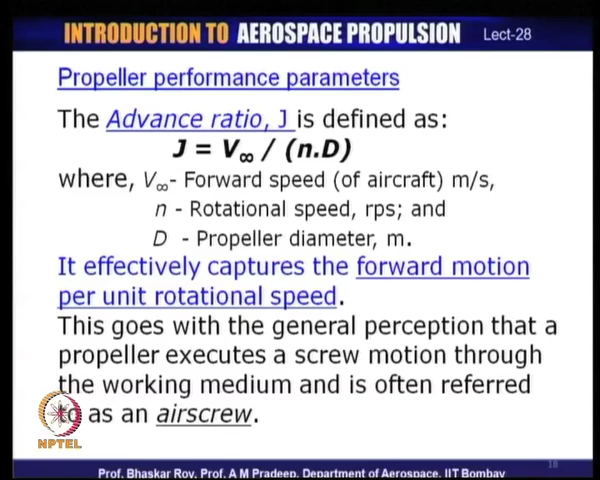 INTRODUCTION TO AEROSPACE PROPULSION Lect-28
Propeller performance parameters
The Advance ratio, J is defined as:
J = V∞ / (n.D)
where, V∞- Forward speed (of aircraft) m/s,
n - Rotational speed, rps; and
D - Propeller diameter, m.
It effectively captures the forward motion
per unit rotational speed.
This goes with the general perception that a
propeller executes a screw motion through
the working medium and is often referred
to as an airscrew.
NPTEL
18
Prof. Bhaskar Roy, Prof. A M Pradeep, Department of Aerospace, IIT Bombay